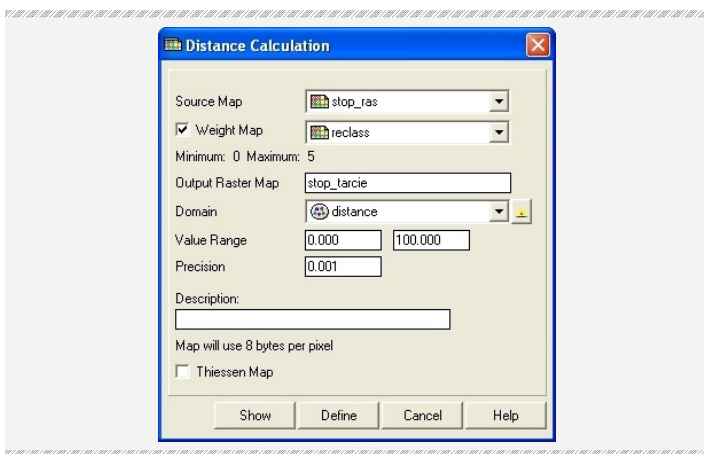 Distance Calculation
Source Map stop_ras
Weight Map reclass
Minimum: 0 Maximum: 5
Output Raster Map stop_tarcie
Domain distance
Value Range 0.000 100.000
Precision 0.001
Description:
Map will use 8 bytes per pixel
Thiessen Map
Show Define Cancel Help